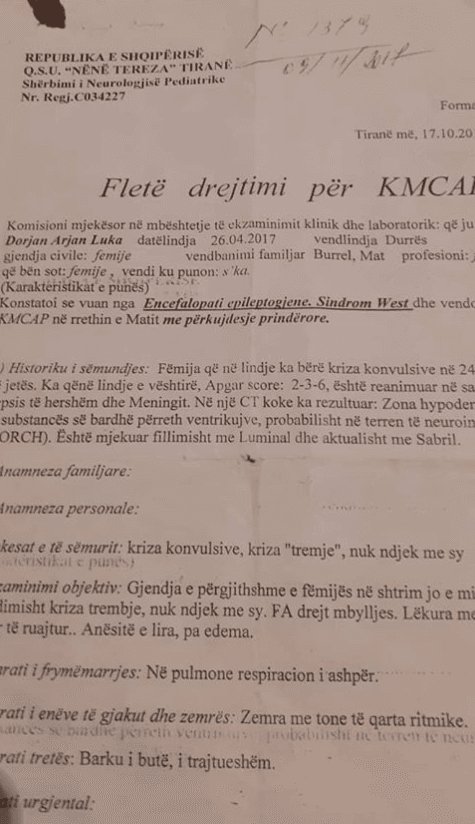 Nº 1373
09/11/2017
REPUBLIKA E SHQIPËRISË
Q.S.U. "NËNË TEREZA" TIRANË
Shërbimi i Neurologjisë Pediatrike
Nr. Regj.C034227
Forma
Tiranë më, 17.10.20
Fletë drejtimi për KMCAP
Komisioni mjekësor në mbështetje të ekzaminimit klinik dhe laboratorik: që ju
Dorjan Arjan Luka datëlindja 26.04.2017 vendlindja Durrës
gjendja civile: femije vendbanimi familjar Burrel, Mat profesioni:
që bën sot: femije , vendi ku punon: s'ka.
(Karakteristikat e punës)
Konstatoi se vuan nga Encefalopati epileptogjene. Sindrom West dhe vendo
KMCAP në rrethin e Matit me përkujdesje prindërore.
) Historiku i sëmundjes: Fëmija që në lindje ka bërë kriza konvulsive në 24
jetës. Ka qënë lindje e vështirë, Apgar score: 2-3-6, është reanimuar në sa
epsis të hershëm dhe Meningit. Në një CT koke ka rezultuar: Zona hypoder
substancës së bardhë përreth ventrikujve, probabilisht në terren të neuroin
ORCH). Është mjekuar fillimisht me Luminal dhe aktualisht me Sabril.
Anamneza familjare:
Anamneza personale:
kesat e të sëmurit: kriza konvulsive, kriza "tremje", nuk ndjek me sy
zaminimi objektiv: Gjendja e përgjithshme e fëmijës në shtrim jo e mi
limisht kriza trembje, nuk ndjek me sy. FA drejt mbylljes. Lëkura me
të ruajtur.. Anësitë e lira, pa edema.
rati i frymëmarrjes: Në pulmone respiracion i ashpër.
rati i enëve të gjakut dhe zemrës: Zemra me tone të qarta ritmike.
rati tretës: Barku i butë, i trajtueshëm.
ati urgjental: